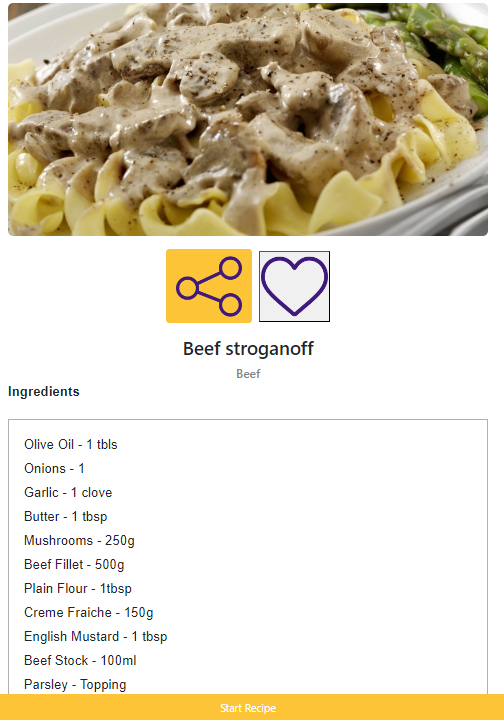 Beef stroganoff
Beef
Ingredients
Olive Oil - 1 tbls
Onions - 1
Garlic - 1 clove
Butter - 1 tbsp
Mushrooms - 250g
Beef Fillet - 500g
Plain Flour - 1tbsp
Creme Fraiche - 150g
English Mustard - 1 tbsp
Beef Stock - 100ml
Parsley - Topping
Start Recipe